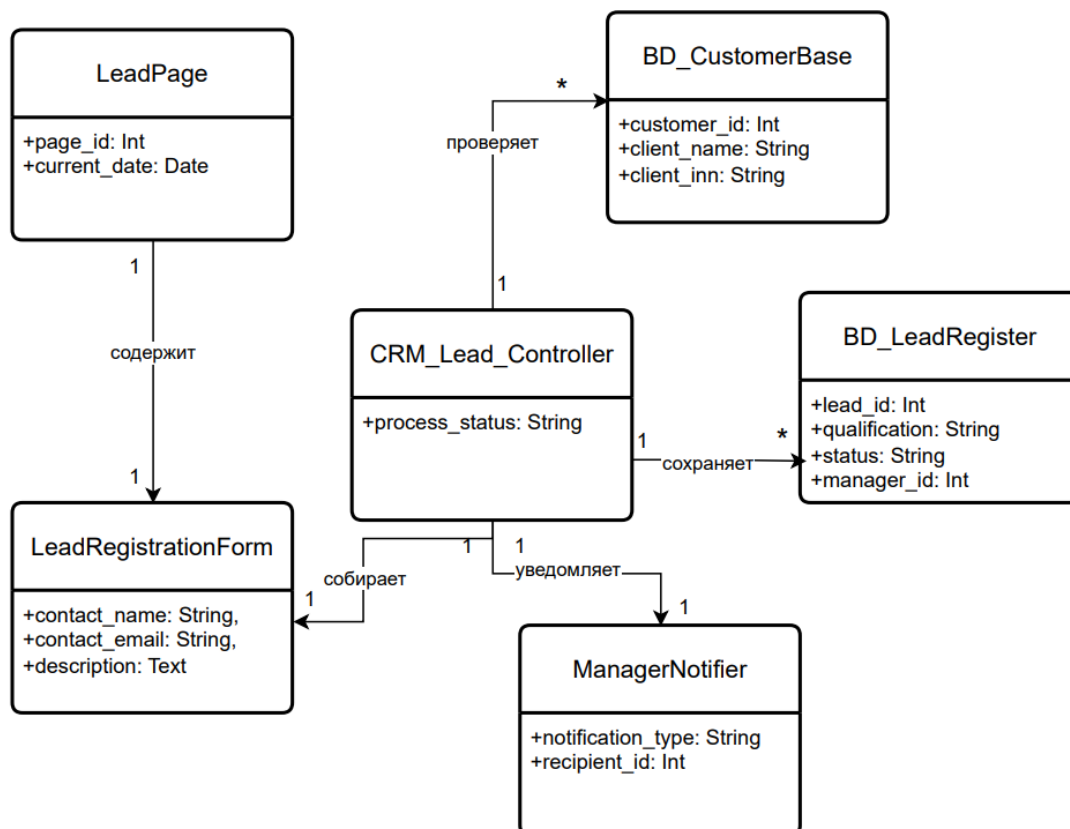 LeadPage
+page_id: Int
+current_date: Date
1
содержит
1
BD_CustomerBase
+customer_id: Int
+client_name: String
+client_inn: String
*
проверяет
1
CRM_Lead_Controller
+process_status: String
1
сохраняет
*
BD_LeadRegister
+lead_id: Int
+qualification: String
+status: String
+manager_id: Int
LeadRegistrationForm
+contact_name: String,
+contact_email: String,
+description: Text
1
собирает
1
1
уведомляет
1
ManagerNotifier
+notification_type: String
+recipient_id: Int